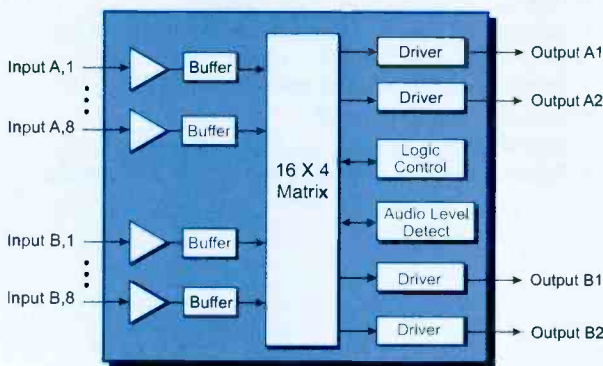 Input A,1
Input A,8
Input B,1
Input B,8
Buffer
Buffer
Buffer
Buffer
16 X 4
Matrix
Driver
Driver
Logic
Control
Audio Level
Detect
Driver
Driver
Output A1
Output A2
Output B1
Output B2